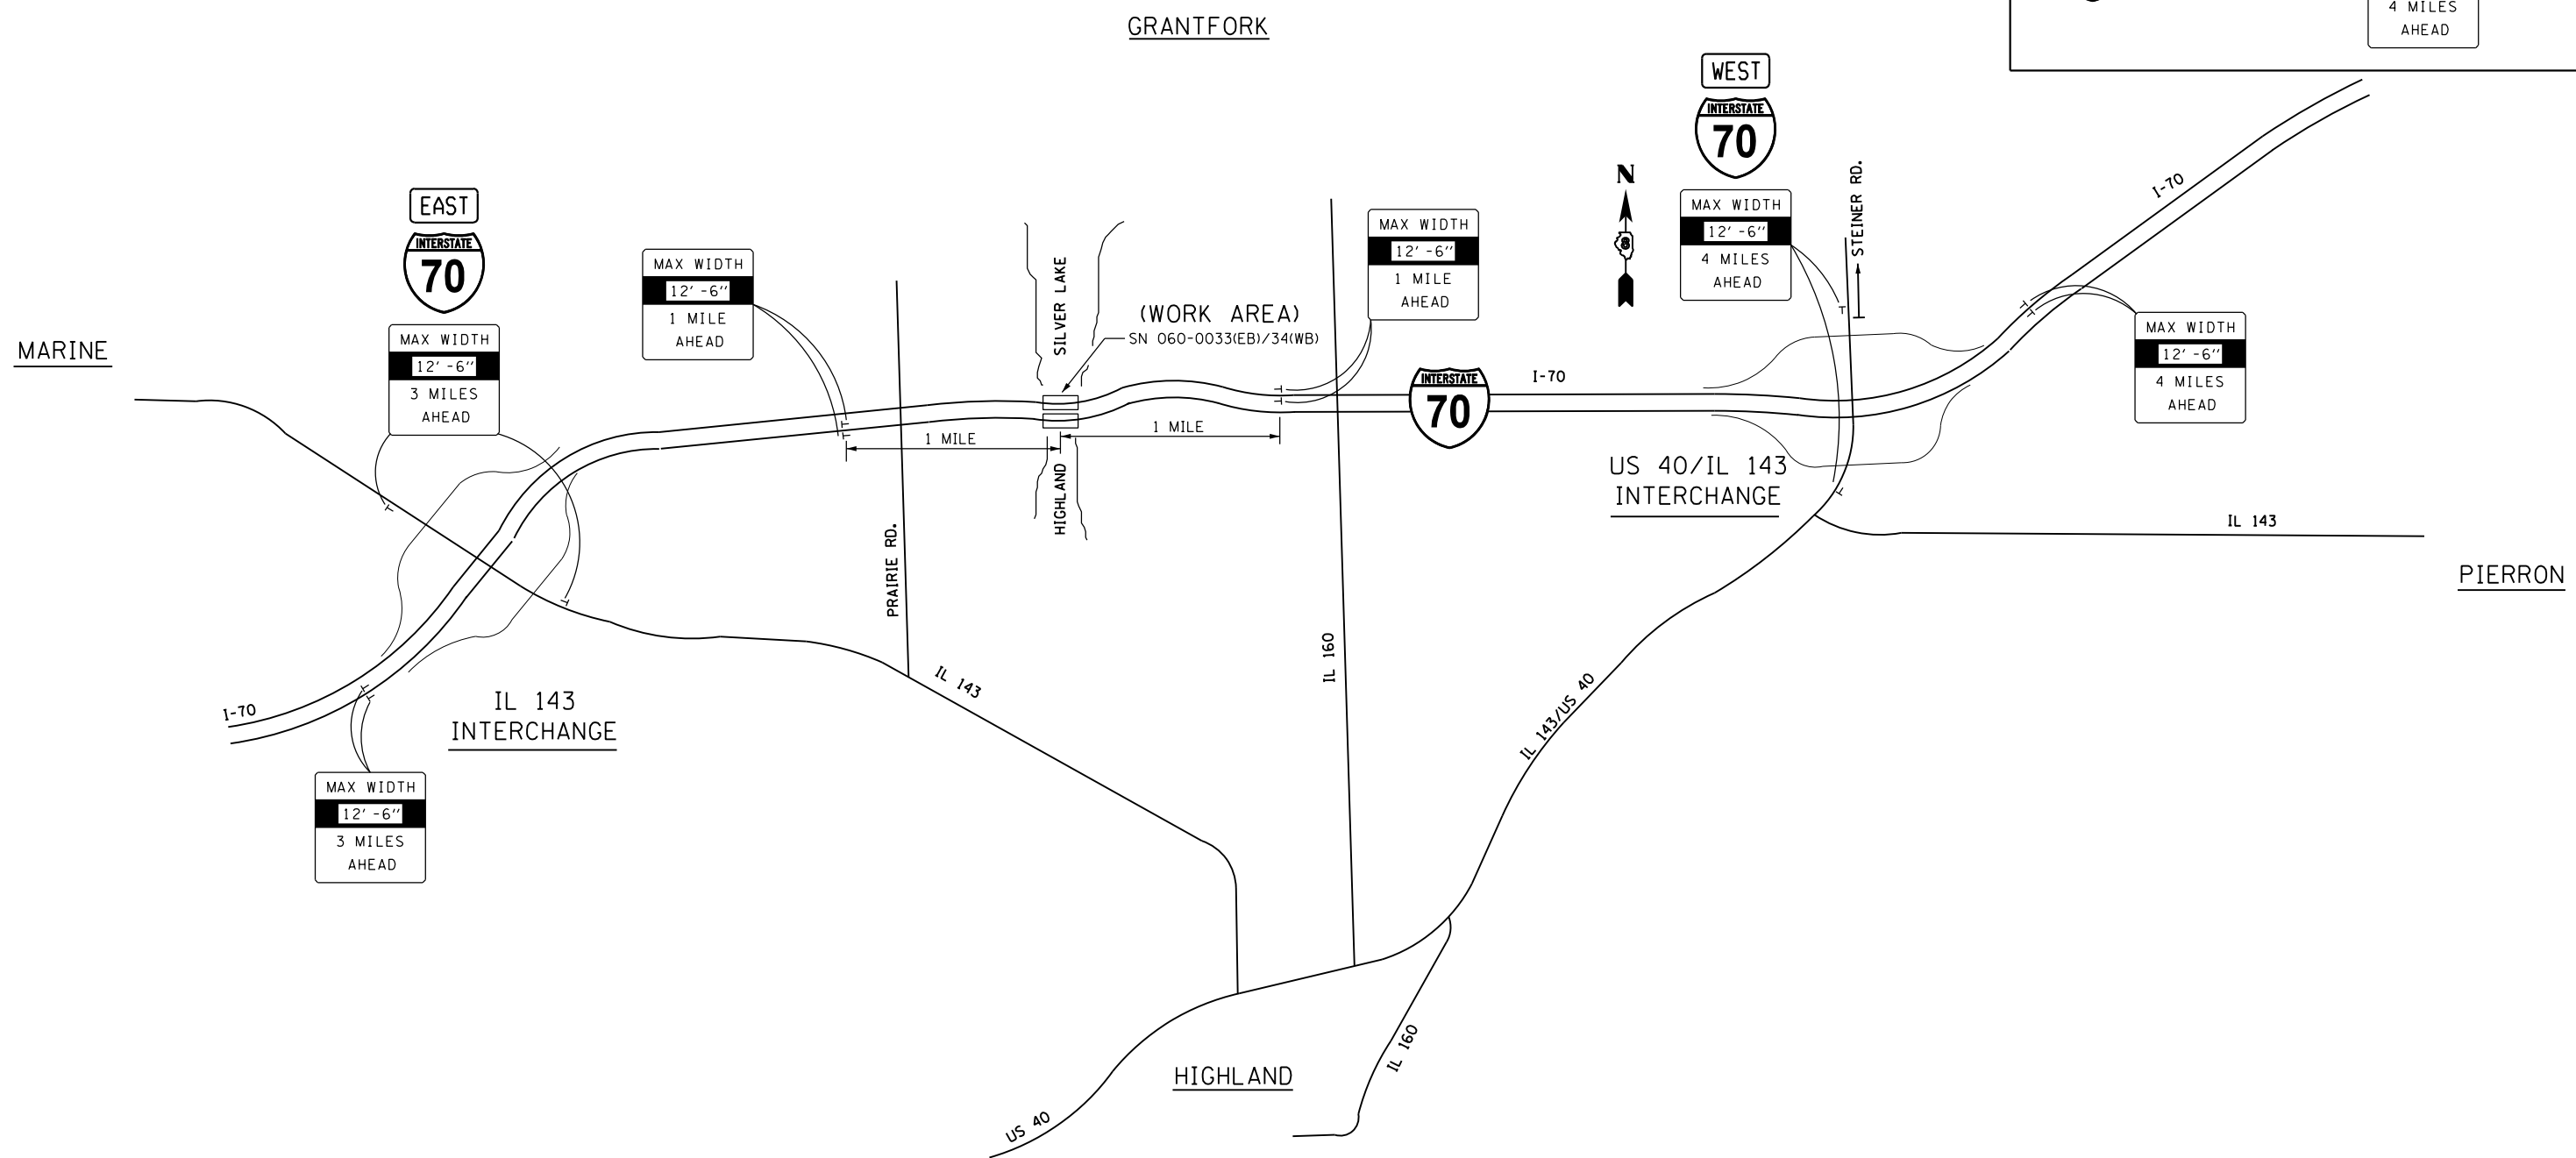 GRANTFORK
4 MILES
AHEAD
WEST
INTERSTATE
70
MAX WIDTH
12'-6"
4 MILES
AHEAD
N
8
STEINER RD.
I-70
EAST
INTERSTATE
70
MAX WIDTH
12'-6"
3 MILES
AHEAD
MAX WIDTH
12'-6"
1 MILE
AHEAD
SILVER LAKE
(WORK AREA)
SN 060-0033(EB)/34(WB)
MAX WIDTH
12'-6"
1 MILE
AHEAD
MAX WIDTH
12'-6"
4 MILES
AHEAD
MARINE
I-70
INTERSTATE
70
1 MILE
1 MILE
HIGHLAND
US 40/IL 143
INTERCHANGE
IL 143
PIERRON
PRAIRIE RD.
IL 160
IL 143
I-70
IL 143
INTERCHANGE
IL 143/US 40
MAX WIDTH
12'-6"
3 MILES
AHEAD
IL 160
HIGHLAND
US 40